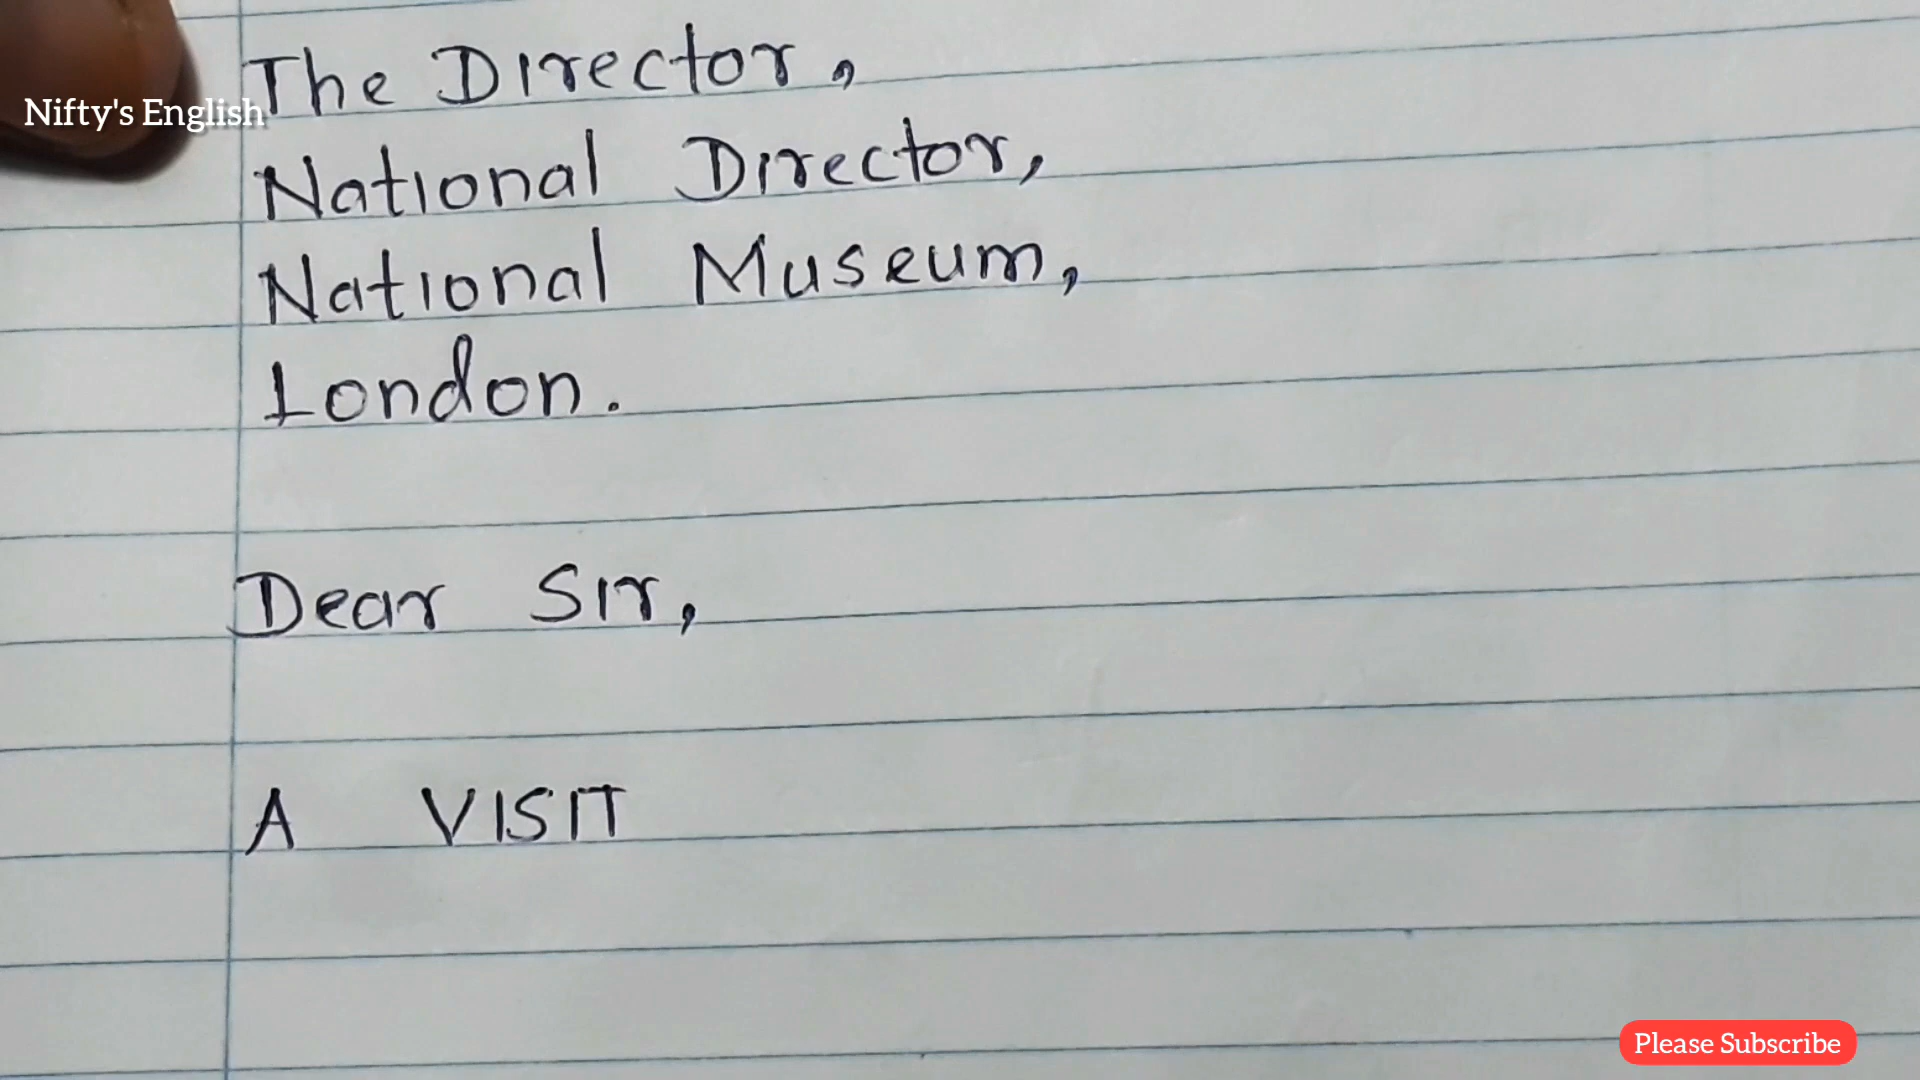 The Director,
Nifty's English
National Director,
National Museum,
London.
Dear Sir,
A VISIT
Please Subscribe